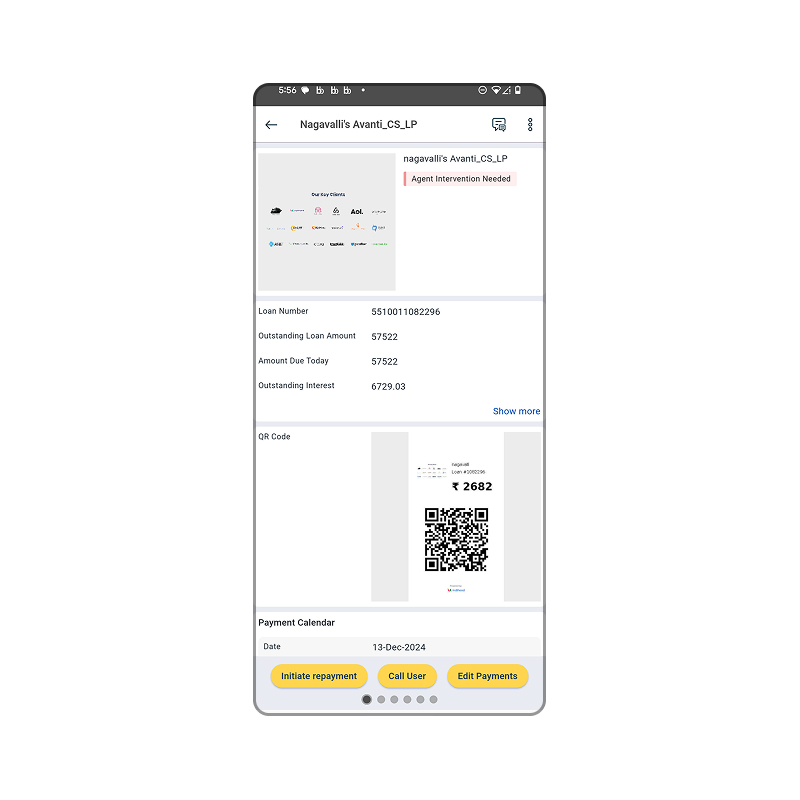 5:56
Nagavalli's Avanti_CS_LP
nagavalli's Avanti_CS_LP
Agent Intervention Needed
Our Key Clients
Aol.
Loan Number 5510011082296
Outstanding Loan Amount 57522
Amount Due Today 57522
Outstanding Interest 6729.03
Show more
QR Code
nagavalli
Loan #1082296
₹ 2682
Payment Calendar
Date 13-Dec-2024
Initiate repayment Call User Edit Payments